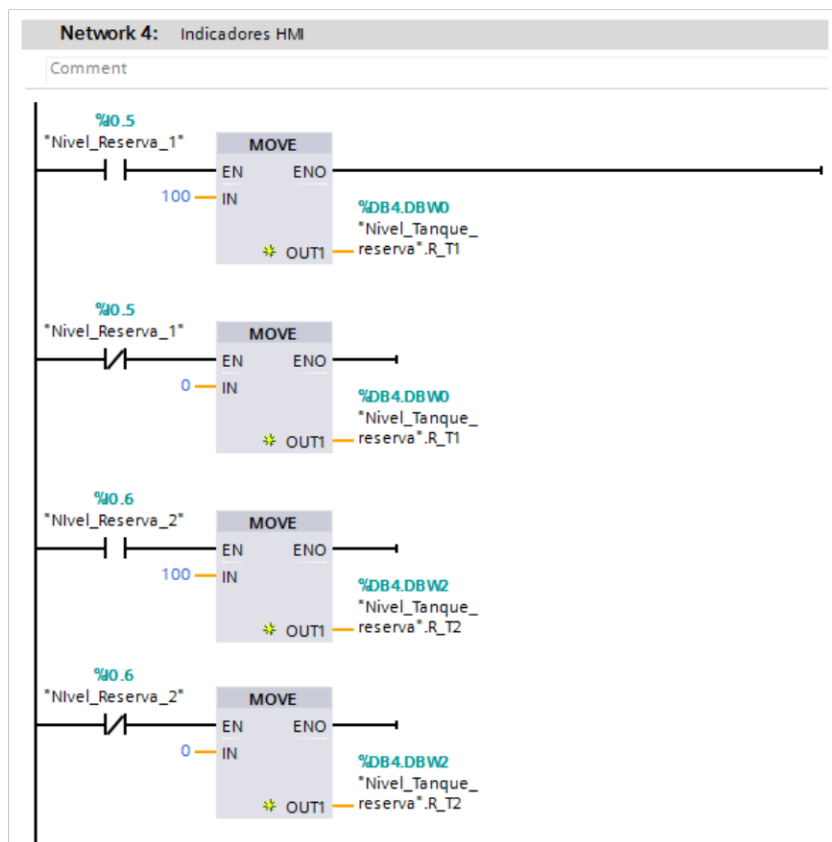 Network 4: Indicadores HMI
Comment
%I0.5
"Nivel_Reserva_1"
MOVE
EN ENO
100 IN
%DB4.DBW0
"Nivel_Tanque_
OUT1 reserva".R_T1
%I0.5
"Nivel_Reserva_1"
MOVE
EN ENO
0 IN
%DB4.DBW0
"Nivel_Tanque_
OUT1 reserva".R_T1
%I0.6
"NIvel_Reserva_2"
MOVE
EN ENO
100 IN
%DB4.DBW2
"Nivel_Tanque_
OUT1 reserva".R_T2
%I0.6
"NIvel_Reserva_2"
MOVE
EN ENO
0 IN
%DB4.DBW2
"Nivel_Tanque_
OUT1 reserva".R_T2